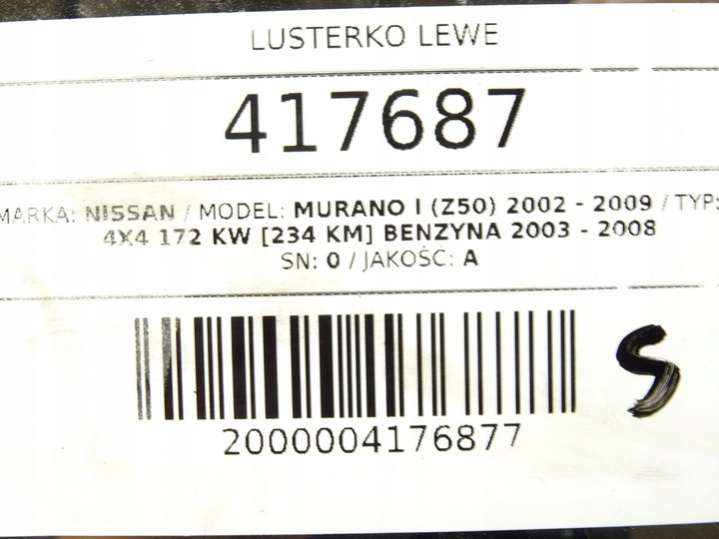 LUSTERKO LEWE
417687
MARKA: NISSAN / MODEL: MURANO I (Z50) 2002 - 2009 / TYP:
4X4 172 KW [234 KM] BENZYNA 2003 - 2008
SN: 0 / JAKOŚĆ: A
S
2000004176877